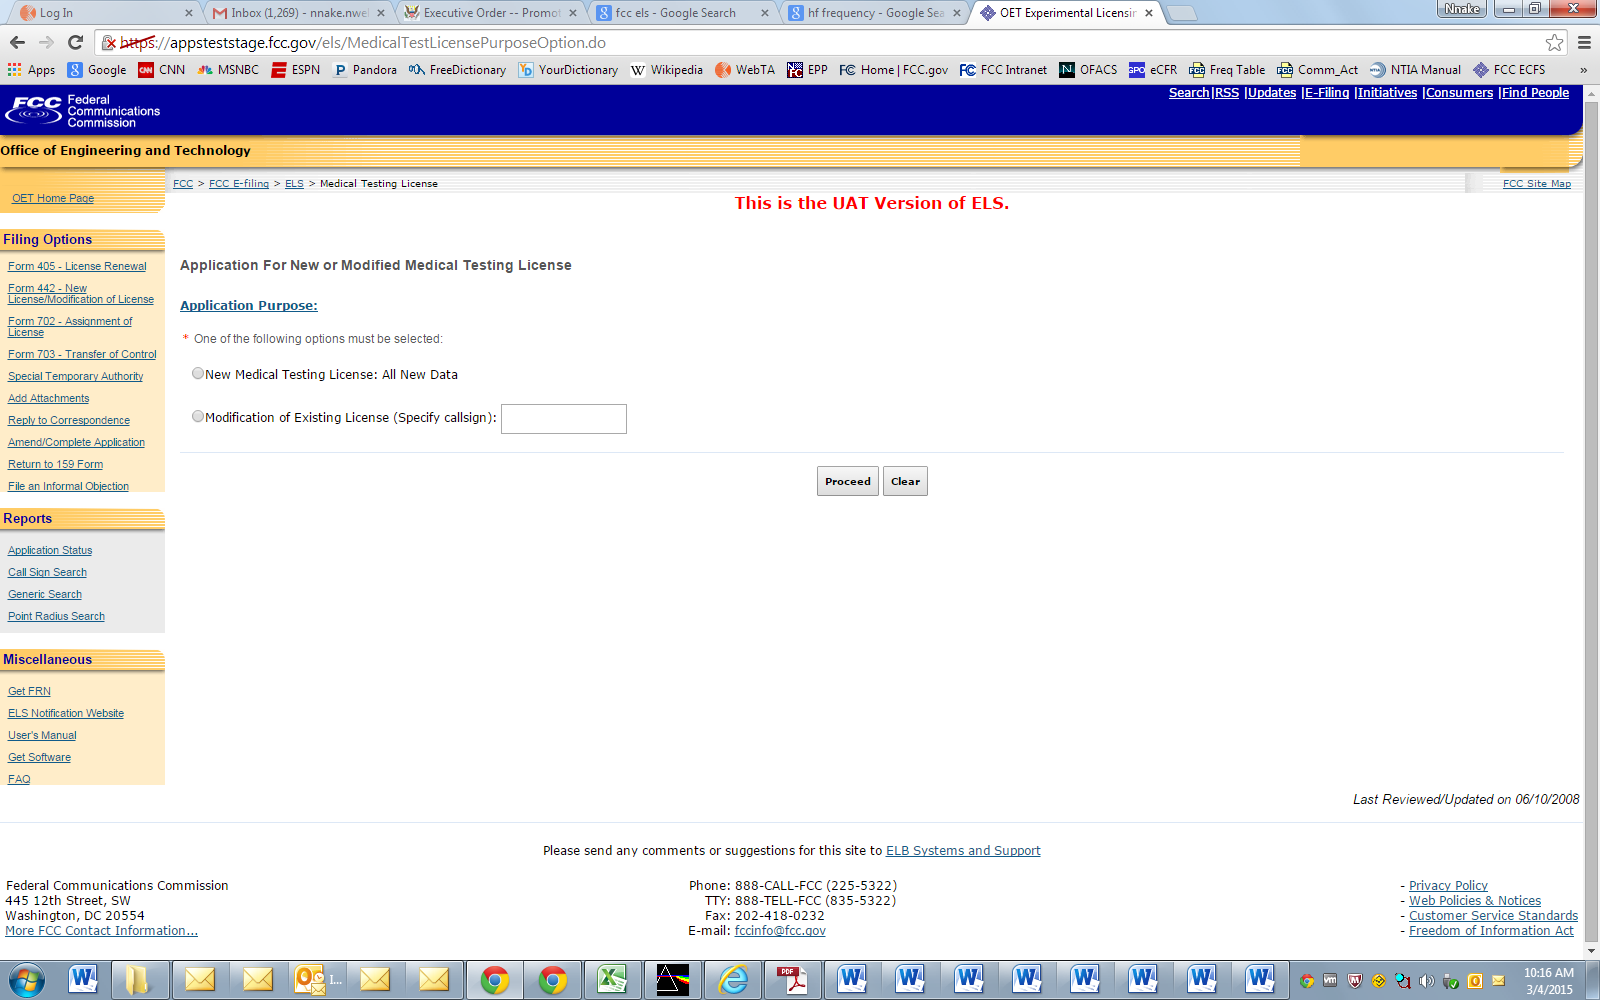 Log In
Inbox (1,269) - nnake.nwel
Executive Order -- Promot
fcc els - Google Search
hf frequency - Google Sea
OET Experimental Licensin
Nnake
https://appsteststage.fcc.gov/els/MedicalTestLicensePurposeOption.do
Apps Google CNN MSNBC ESPN Pandora FreeDictionary YourDictionary Wikipedia WebTA EPP Home | FCC.gov FCC Intranet OFACS eCFR Freq Table Comm_Act NTIA Manual FCC ECFS »
FCC Federal Communications Commission
Search|RSS |Updates |E-Filing |Initiatives |Consumers |Find People
Office of Engineering and Technology
FCC > FCC E-filing > ELS > Medical Testing License
FCC Site Map
OET Home Page
This is the UAT Version of ELS.
Filing Options
Form 405 - License Renewal
Form 442 - New
License/Modification of License
Form 702 - Assignment of
License
Form 703 - Transfer of Control
Special Temporary Authority
Add Attachments
Reply to Correspondence
Amend/Complete Application
Return to 159 Form
File an Informal Objection
Reports
Application Status
Call Sign Search
Generic Search
Point Radius Search
Miscellaneous
Get FRN
ELS Notification Website
User's Manual
Get Software
FAQ
Application For New or Modified Medical Testing License
Application Purpose:
* One of the following options must be selected:
New Medical Testing License: All New Data
Modification of Existing License (Specify callsign):
Proceed Clear
Last Reviewed/Updated on 06/10/2008
Please send any comments or suggestions for this site to ELB Systems and Support
Federal Communications Commission
445 12th Street, SW
Washington, DC 20554
More FCC Contact Information...
Phone: 888-CALL-FCC (225-5322)
TTY: 888-TELL-FCC (835-5322)
Fax: 202-418-0232
E-mail: fccinfo@fcc.gov
- Privacy Policy
- Web Policies & Notices
- Customer Service Standards
- Freedom of Information Act
I...
10:16 AM
3/4/2015